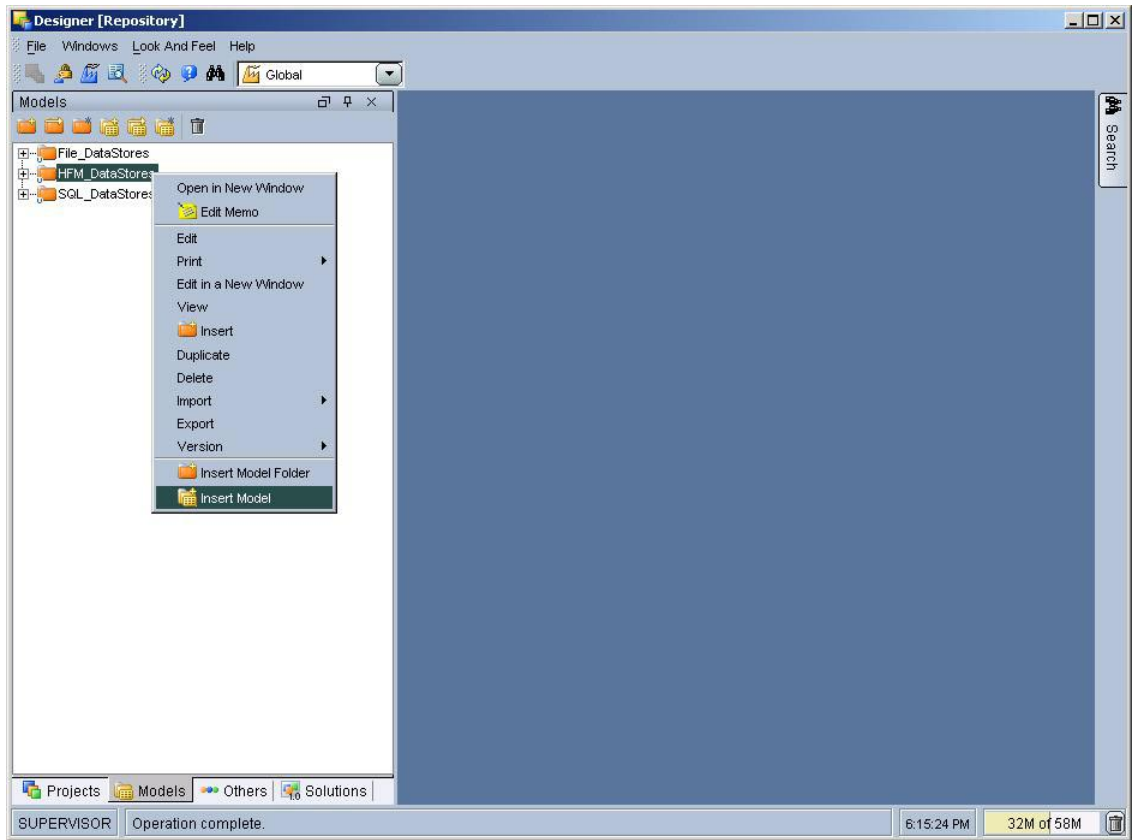 Designer [Repository]
File Windows Look And Feel Help
Global
Models
File_DataStores
HFM_DataStores
SQL_DataStores
Open in New Window
Edit Memo
Edit
Print
Edit in a New Window
View
Insert
Duplicate
Delete
Import
Export
Version
Insert Model Folder
Insert Model
Search
Projects Models Others Solutions
SUPERVISOR Operation complete. 6:15:24 PM 32M of 58M